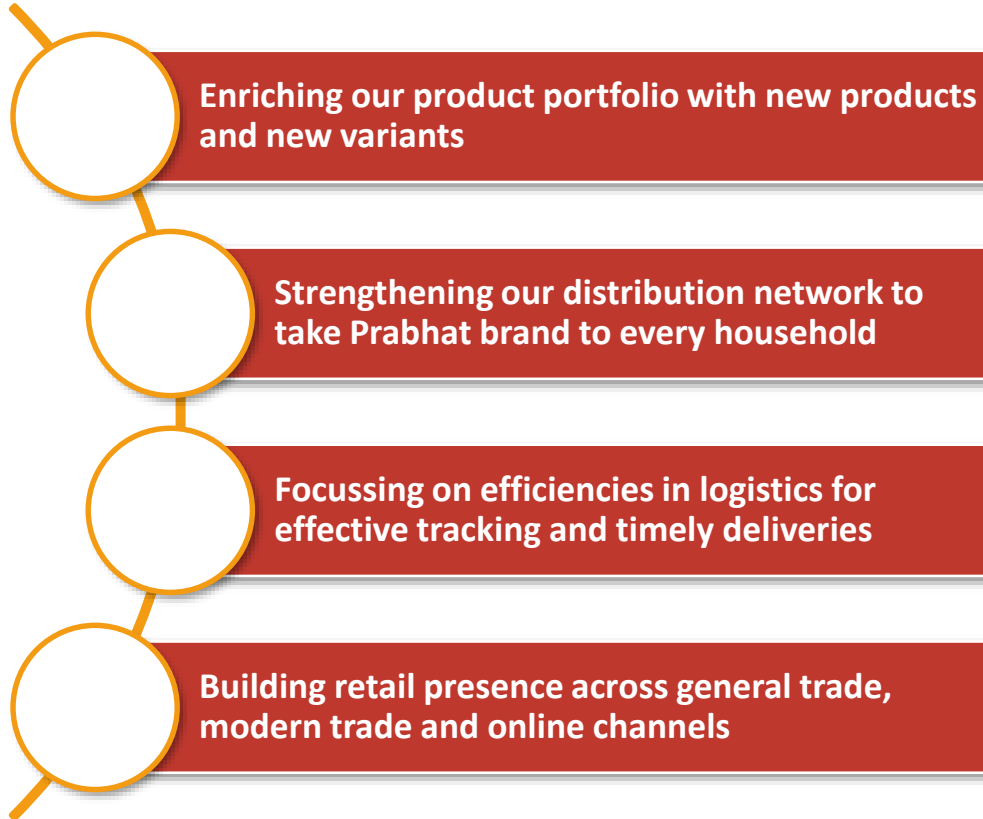 Enriching our product portfolio with new products
and new variants
Strengthening our distribution network to
take Prabhat brand to every household
Focussing on efficiencies in logistics for
effective tracking and timely deliveries
Building retail presence across general trade,
modern trade and online channels